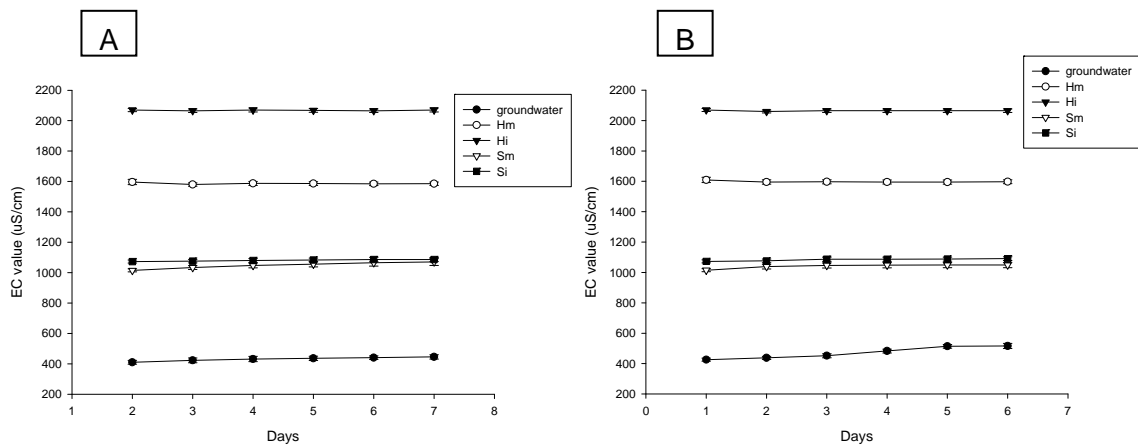 A
groundwater
Hm
Hi
Sm
Si
2200
2000
1800
1600
1400
1200
1000
800
600
400
200
EC value (uS/cm)
1 2 3 4 5 6 7 8
Days
B
groundwater
Hm
Hi
Sm
Si
2200
2000
1800
1600
1400
1200
1000
800
600
400
200
EC value (uS/cm)
0 1 2 3 4 5 6 7
Days